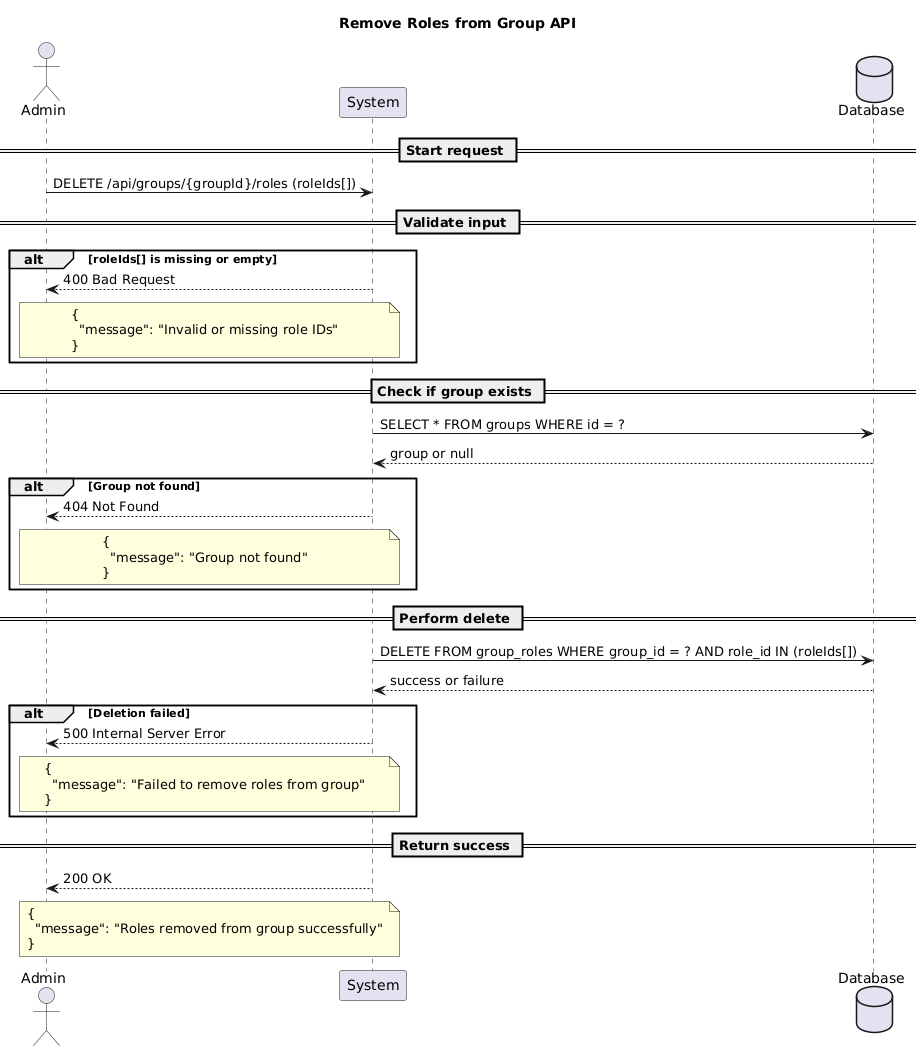 Remove Roles from Group API
Admin
System
Database
Start request
DELETE /api/groups/{groupId}/roles (roleIds[])
Validate input
alt [roleIds[] is missing or empty]
400 Bad Request
{
"message": "Invalid or missing role IDs"
}
Check if group exists
SELECT * FROM groups WHERE id = ?
group or null
alt [Group not found]
404 Not Found
{
"message": "Group not found"
}
Perform delete
DELETE FROM group_roles WHERE group_id = ? AND role_id IN (roleIds[])
success or failure
alt [Deletion failed]
500 Internal Server Error
{
"message": "Failed to remove roles from group"
}
Return success
200 OK
{
"message": "Roles removed from group successfully"
}
Admin
System
Database